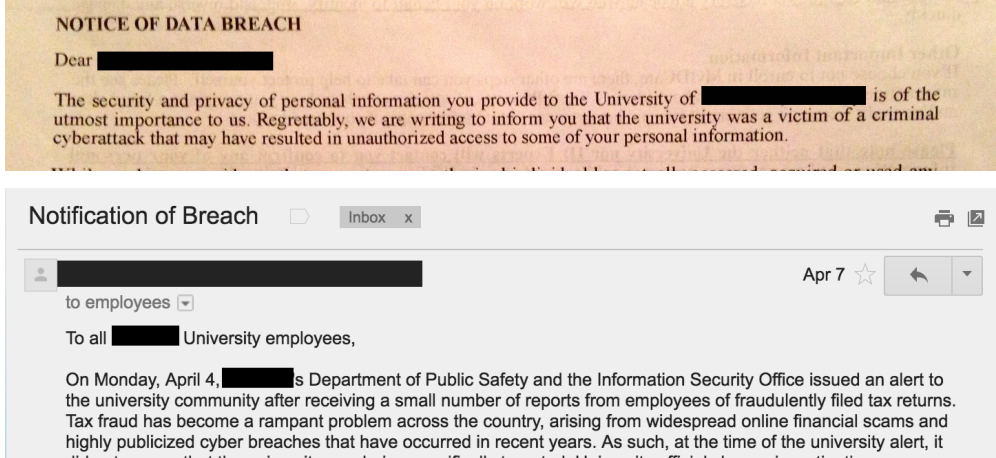 NOTICE OF DATA BREACH
Dear
The security and privacy of personal information you provide to the University of is of the
utmost importance to us. Regrettably, we are writing to inform you that the university was a victim of a criminal
cyberattack that may have resulted in unauthorized access to some of your personal information.
Notification of Breach Inbox x
Apr 7
to employees
To all University employees,
On Monday, April 4, 's Department of Public Safety and the Information Security Office issued an alert to
the university community after receiving a small number of reports from employees of fraudulently filed tax returns.
Tax fraud has become a rampant problem across the country, arising from widespread online financial scams and
highly publicized cyber breaches that have occurred in recent years. As such, at the time of the university alert, it